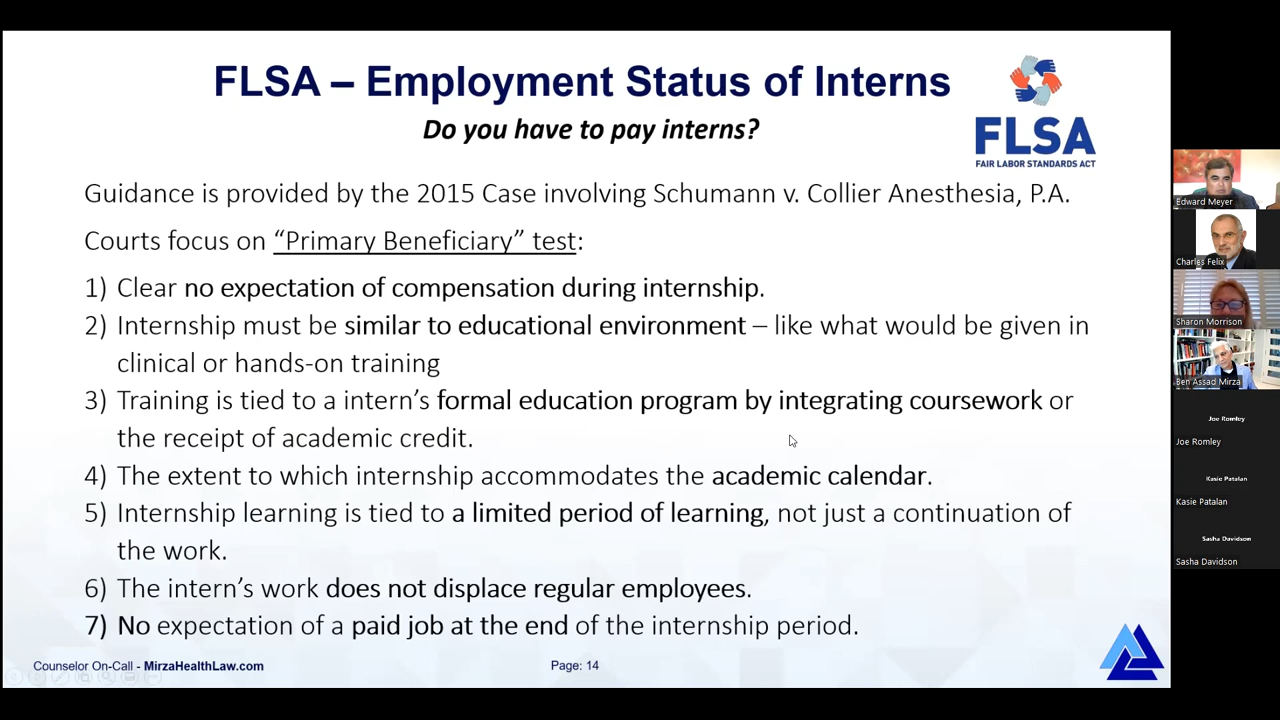 FLSA – Employment Status of Interns
Do you have to pay interns?
FLSA
FAIR LABOR STANDARDS ACT
Guidance is provided by the 2015 Case involving Schumann v. Collier Anesthesia, P.A.
Courts focus on “Primary Beneficiary” test:
1) Clear no expectation of compensation during internship.
2) Internship must be similar to educational environment – like what would be given in
clinical or hands-on training
3) Training is tied to a intern’s formal education program by integrating coursework or
the receipt of academic credit.
4) The extent to which internship accommodates the academic calendar.
5) Internship learning is tied to a limited period of learning, not just a continuation of
the work.
6) The intern’s work does not displace regular employees.
7) No expectation of a paid job at the end of the internship period.
Counselor On-Call - MirzaHealthLaw.com
Page: 14
Edward Meyer
Charles Felix
Sharon Morrison
Ben Assad Mirza
Joe Romley
Joe Romley
Kasie Patalan
Kasie Patalan
Sasha Davidson
Sasha Davidson